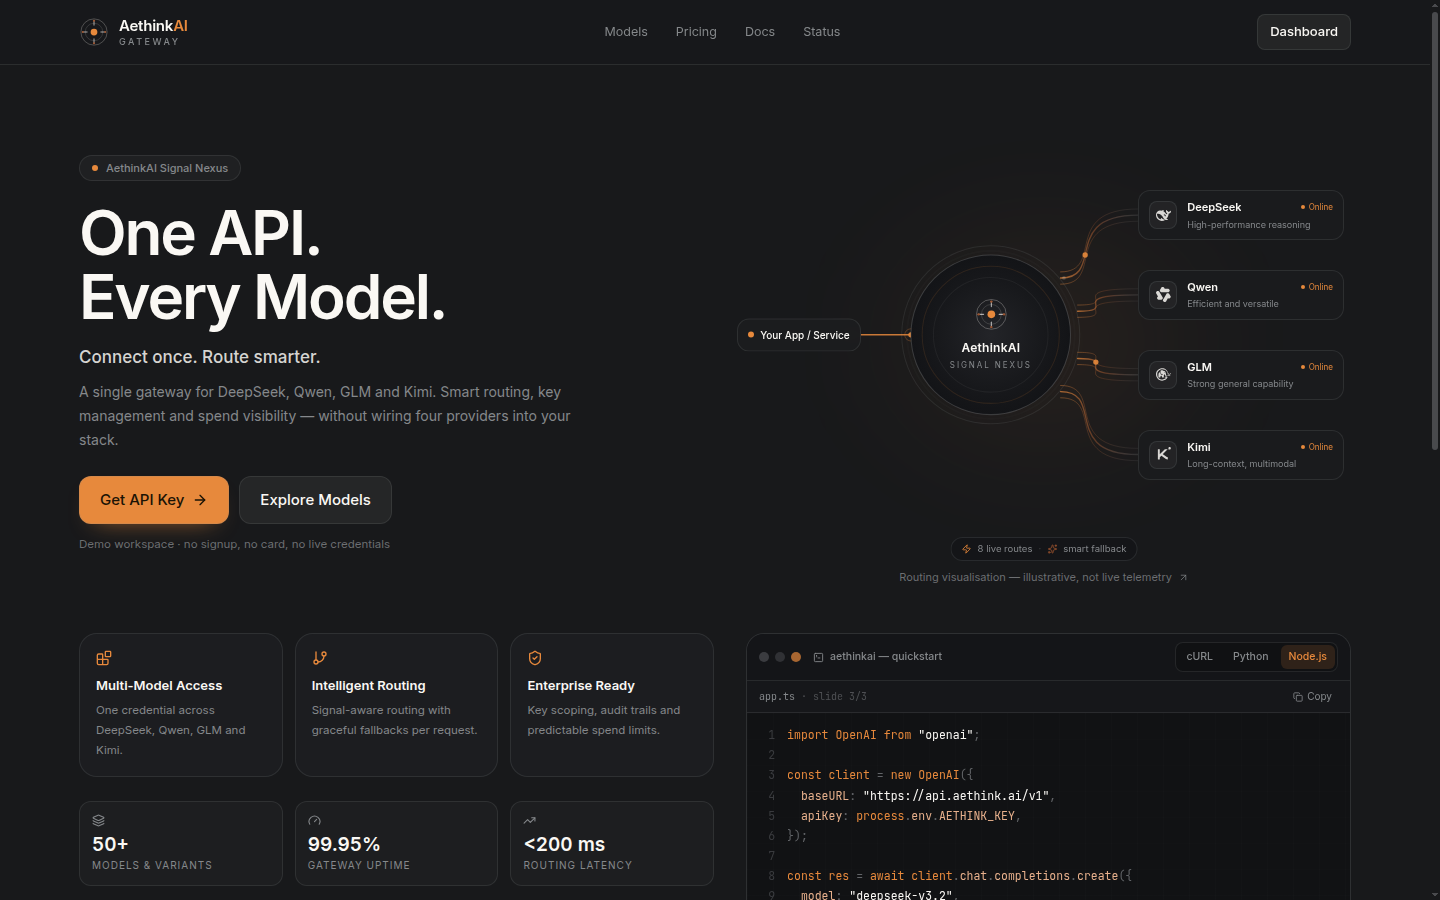 AethinkAI
GATEWAY
Models
Pricing
Docs
Status
Dashboard
AethinkAI Signal Nexus
One API.
Every Model.
Connect once. Route smarter.
A single gateway for DeepSeek, Qwen, GLM and Kimi. Smart routing, key
management and spend visibility — without wiring four providers into your
stack.
Get API Key →
Explore Models
Demo workspace · no signup, no card, no live credentials
Your App / Service
AethinkAI
SIGNAL NEXUS
DeepSeek
Online
High-performance reasoning
Qwen
Online
Efficient and versatile
GLM
Online
Strong general capability
Kimi
Online
Long-context, multimodal
8 live routes · smart fallback
Routing visualisation — illustrative, not live telemetry
Multi-Model Access
One credential across
DeepSeek, Qwen, GLM and
Kimi.
Intelligent Routing
Signal-aware routing with
graceful fallbacks per request.
Enterprise Ready
Key scoping, audit trails and
predictable spend limits.
50+
MODELS & VARIANTS
99.95%
GATEWAY UPTIME
<200 ms
ROUTING LATENCY
aethinkai — quickstart
cURL
Python
Node.js
app.ts · slide 3/3
Copy
1 import OpenAI from "openai";
2
3 const client = new OpenAI({
4 baseURL: "https://api.aethink.ai/v1",
5 apiKey: process.env.AETHINK_KEY,
6 });
7
8 const res = await client.chat.completions.create({
9 model: "deepseek-v3.2",